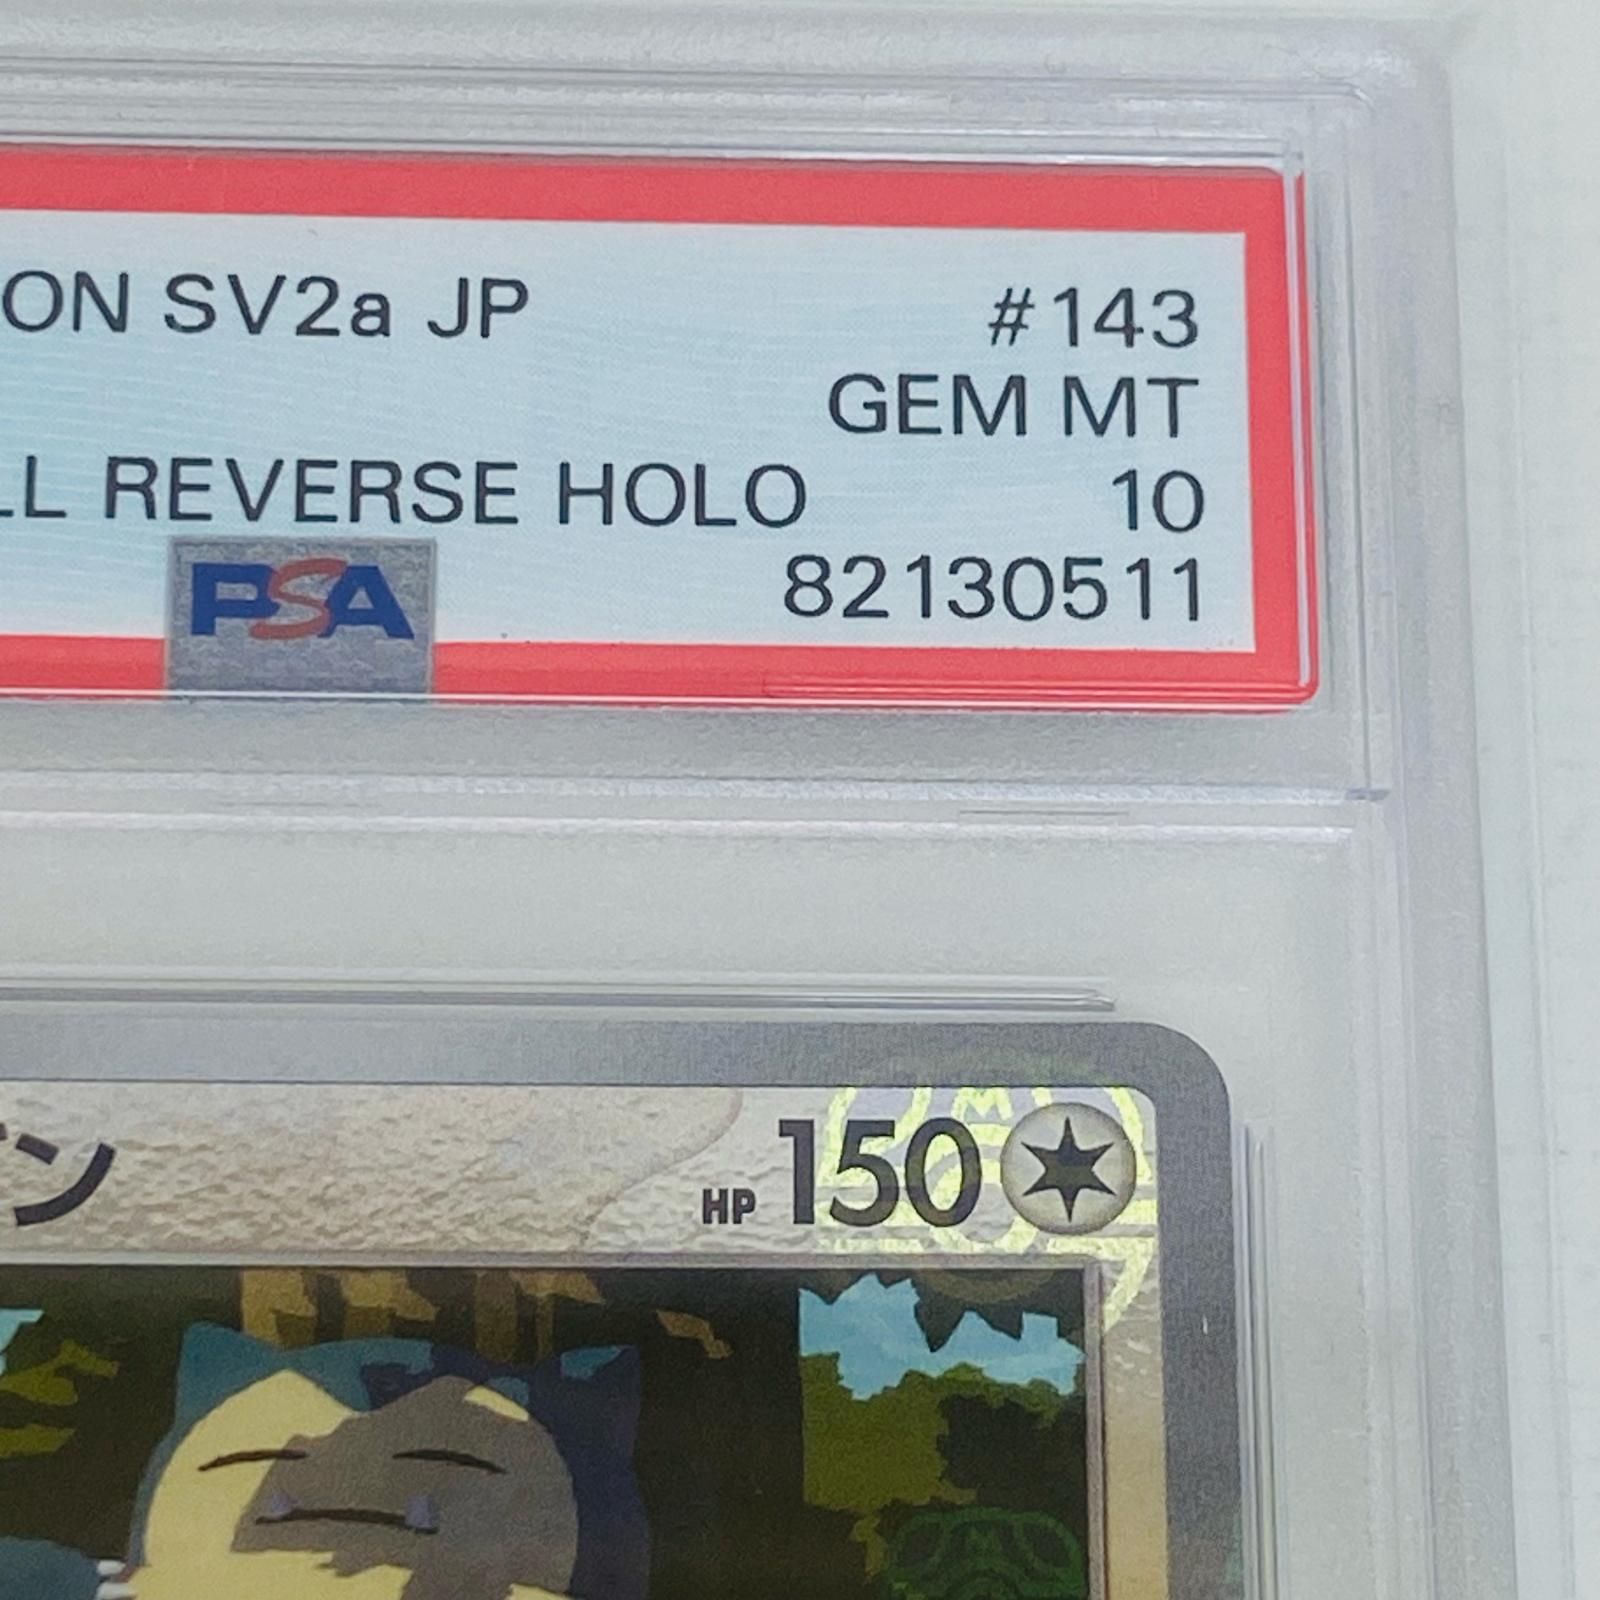 ON SV2a JP #143
GEM MT
LL REVERSE HOLO 10
PSA 82130511
ン HP 150